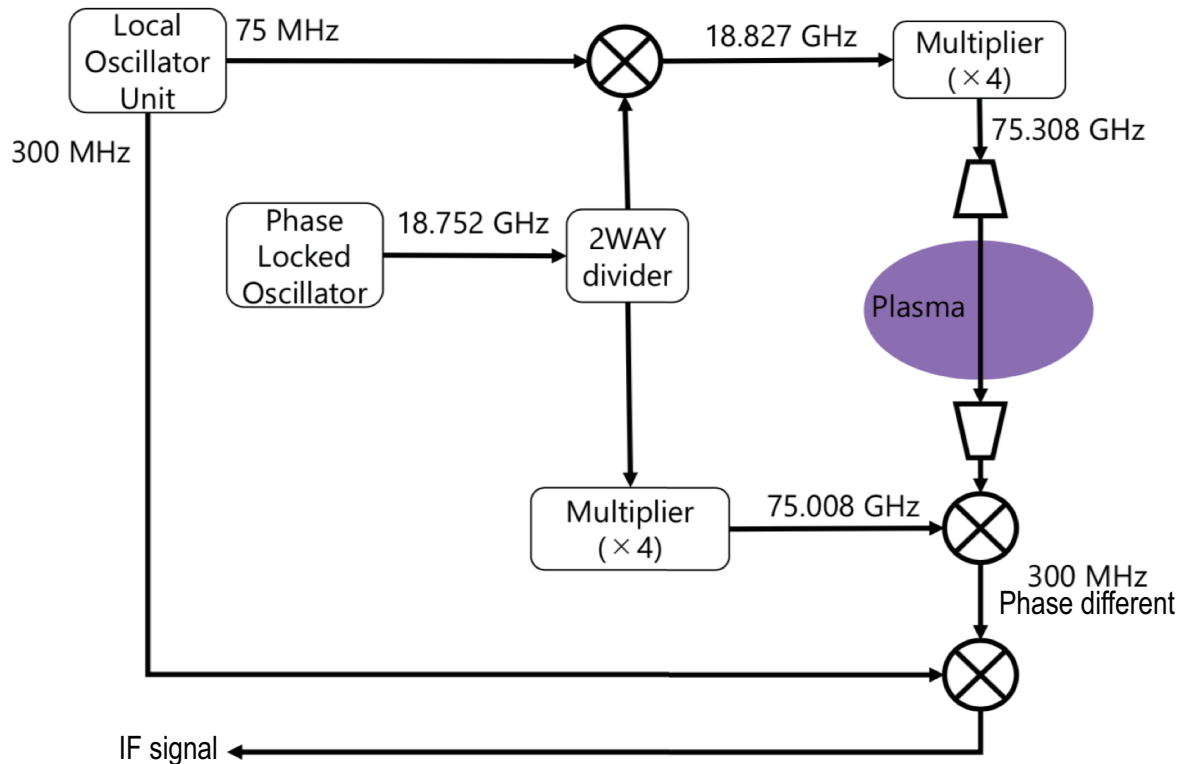 Local
Oscillator
Unit
75 MHz
18.827 GHz
Multiplier
(×4)
300 MHz
75.308 GHz
Phase
Locked
Oscillator
18.752 GHz
2WAY
divider
Plasma
Multiplier
(×4)
75.008 GHz
300 MHz
Phase different
IF signal